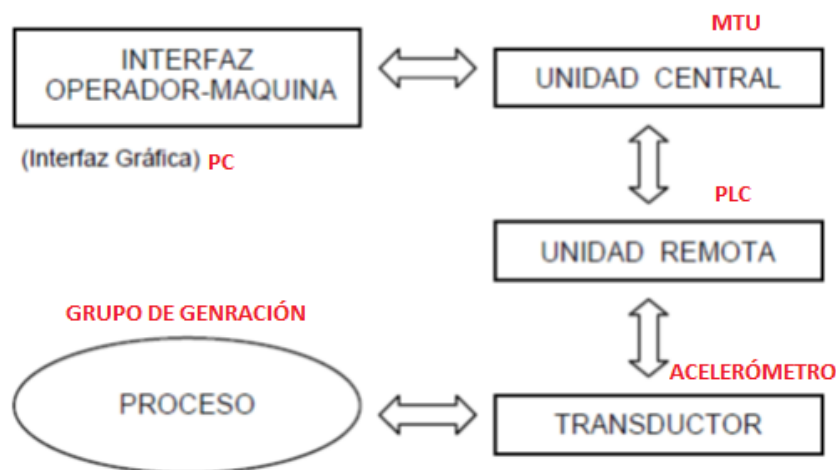 MTU
INTERFAZ
OPERADOR-MAQUINA
UNIDAD CENTRAL
(Interfaz Gráfica) PC
PLC
UNIDAD REMOTA
GRUPO DE GENRACIÓN
ACELERÓMETRO
PROCESO
TRANSDUCTOR